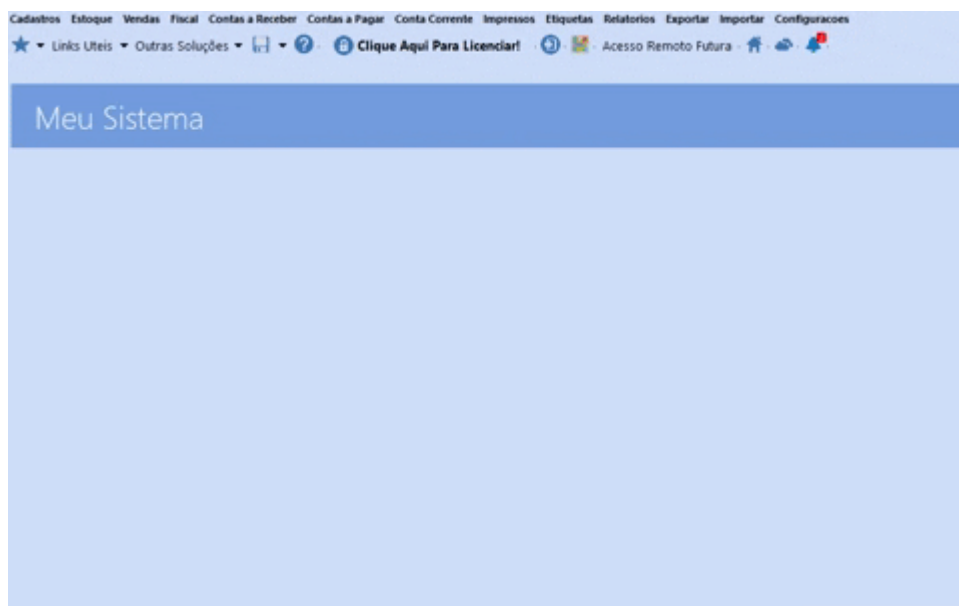 Cadastros Estoque Vendas Fiscal Contas a Receber Contas a Pagar Conta Corrente Impressos Etiquetas Relatorios Exportar Importar Configuracoes
Links Uteis Outras Soluções Clique Aqui Para Licenciar! Acesso Remoto Futura
Meu Sistema